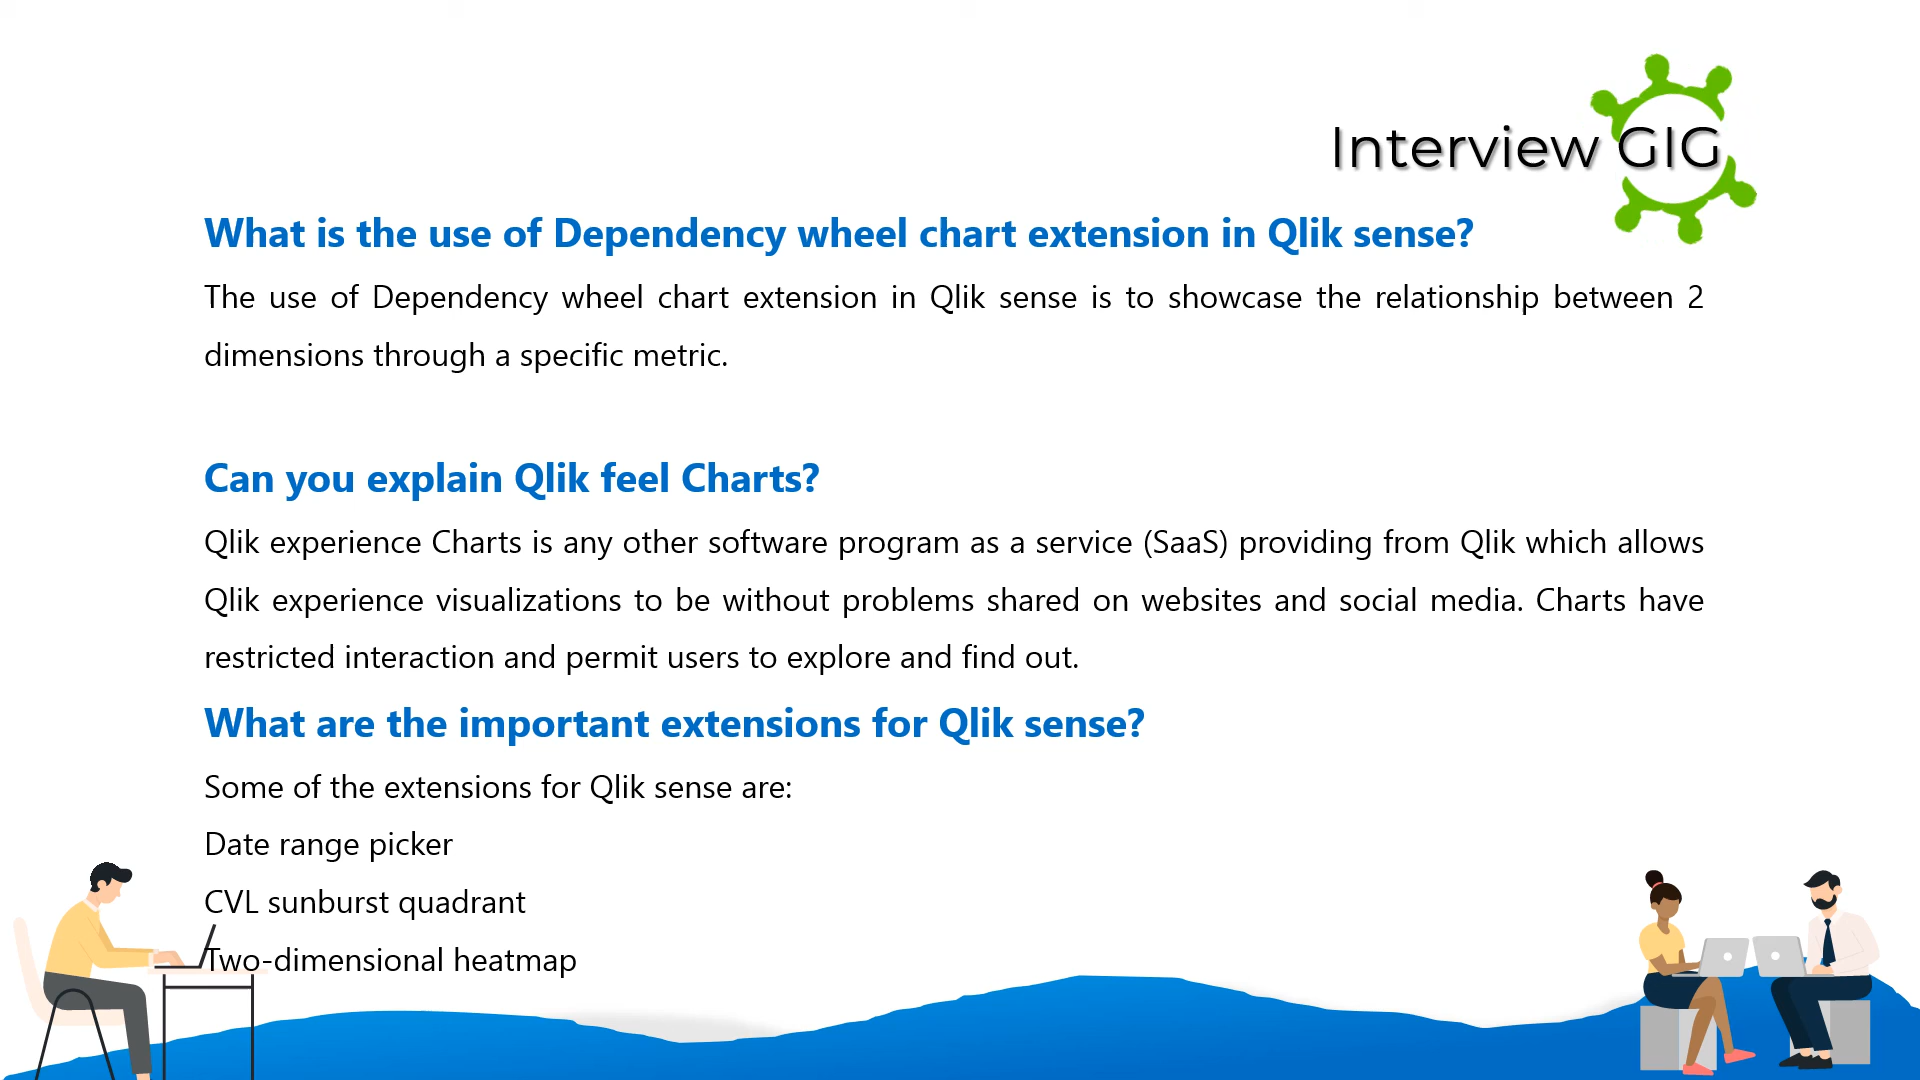 Interview GIG
What is the use of Dependency wheel chart extension in Qlik sense?
The use of Dependency wheel chart extension in Qlik sense is to showcase the relationship between 2
dimensions through a specific metric.
Can you explain Qlik feel Charts?
Qlik experience Charts is any other software program as a service (SaaS) providing from Qlik which allows
Qlik experience visualizations to be without problems shared on websites and social media. Charts have
restricted interaction and permit users to explore and find out.
What are the important extensions for Qlik sense?
Some of the extensions for Qlik sense are:
Date range picker
CVL sunburst quadrant
Two-dimensional heatmap